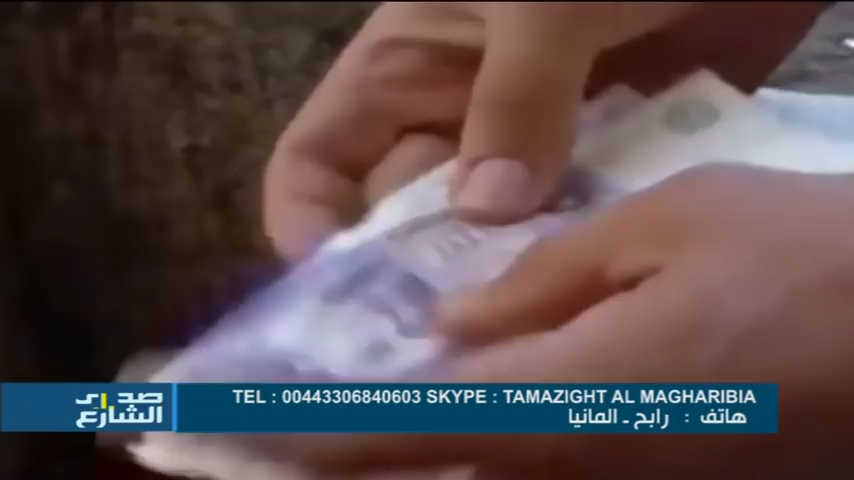 صدى
الشارع
TEL : 00443306840603 SKYPE : TAMAZIGHT AL MAGHARIBIA
هاتف : رابح - المانيا